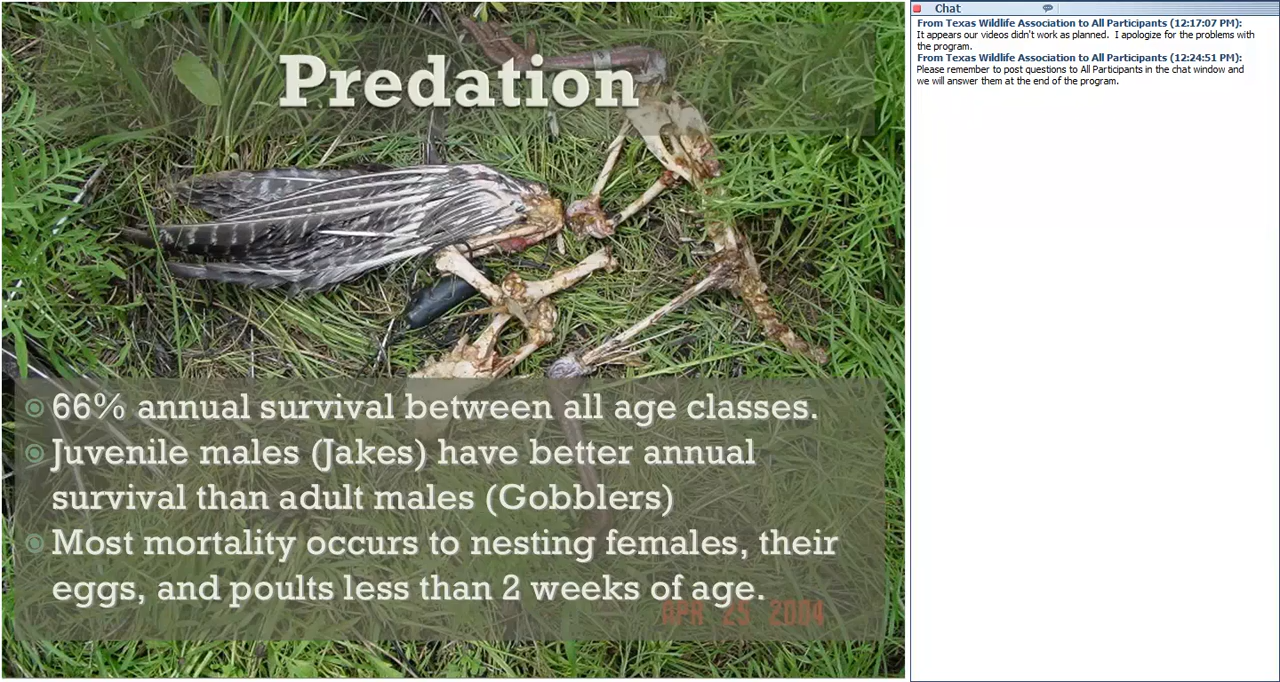 Predation
66% annual survival between all age classes.
Juvenile males (Jakes) have better annual
survival than adult males (Gobblers)
Most mortality occurs to nesting females, their
eggs, and poults less than 2 weeks of age.
APR 25 2004
Chat
From Texas Wildlife Association to All Participants (12:17:07 PM):
It appears our videos didn't work as planned.  I apologize for the problems with
the program.
From Texas Wildlife Association to All Participants (12:24:51 PM):
Please remember to post questions to All Participants in the chat window and
we will answer them at the end of the program.